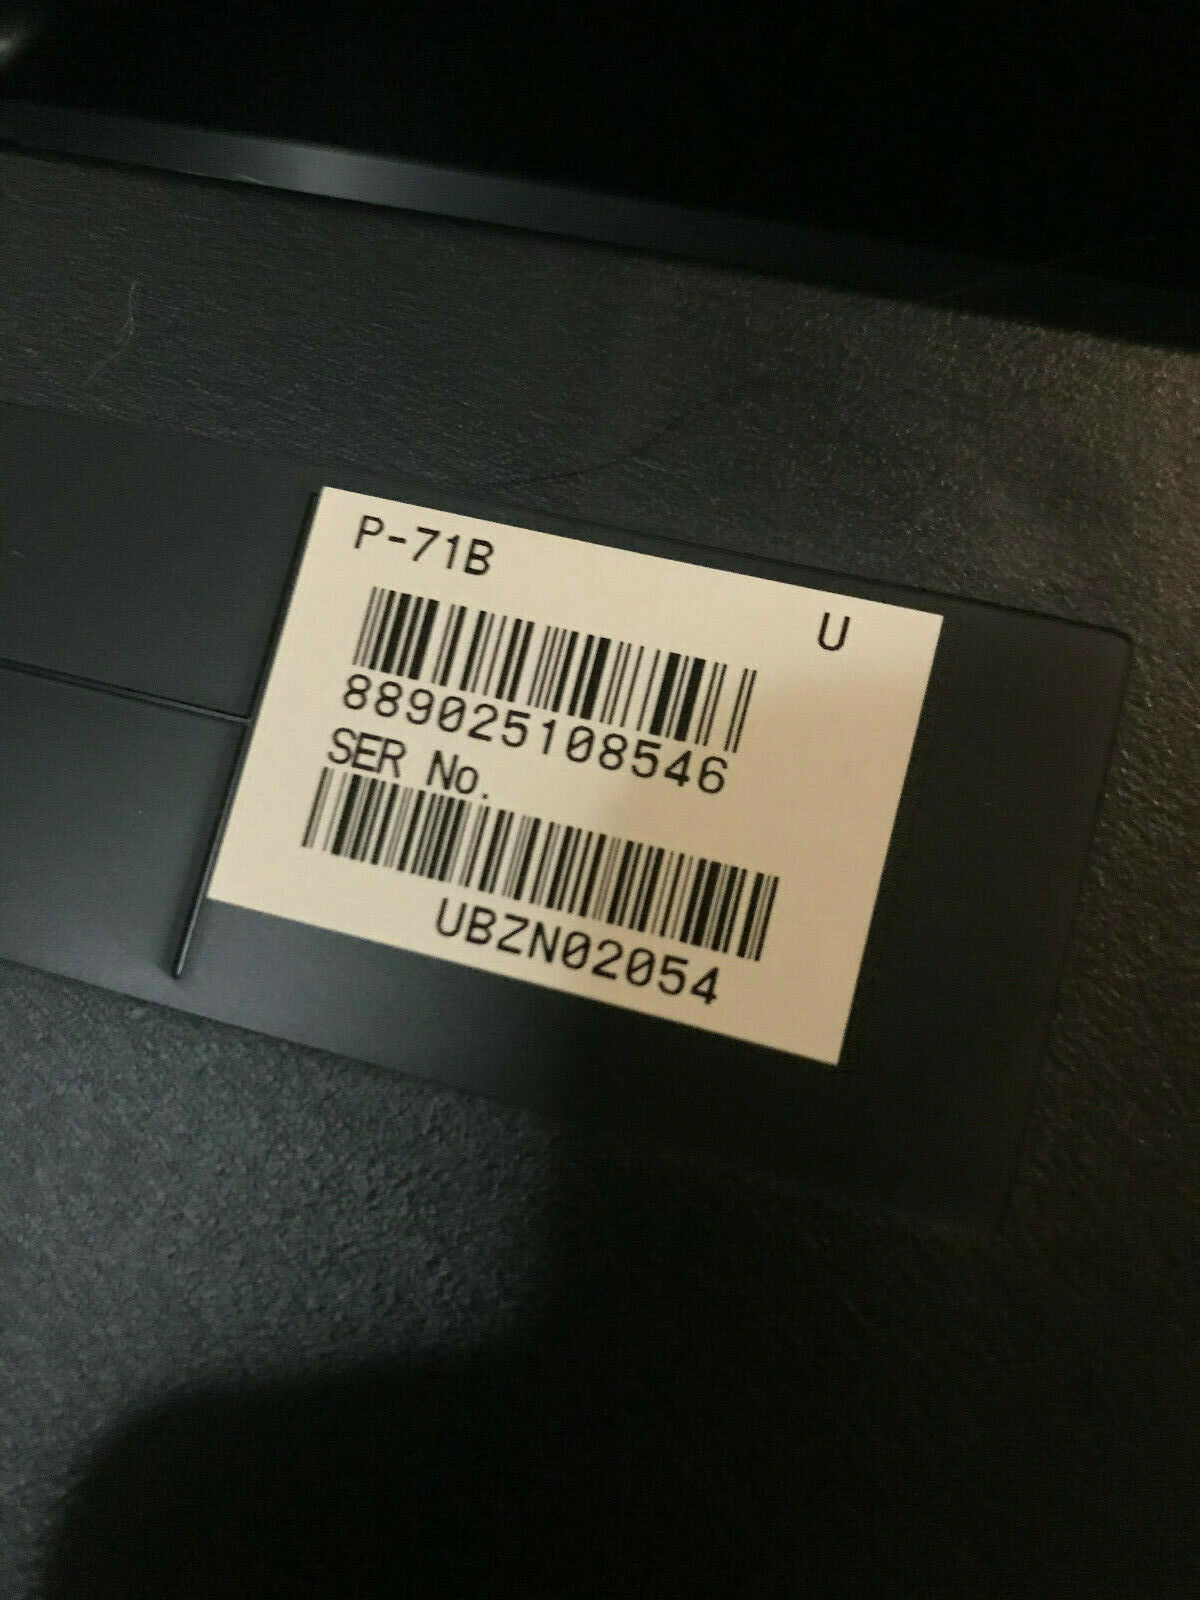 P-71B
U
889025108546
SER No.
UBZN02054